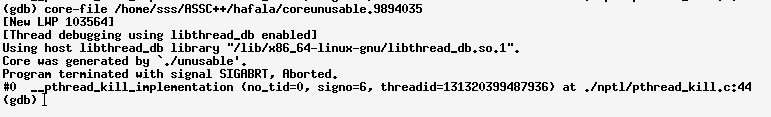 (gdb) core-file /home/sss/ASSC++/hafala/coreunusable.9894035
[New LWP 103564]
[Thread debugging using libthread_db enabled]
Using host libthread_db library "/lib/x86_64-linux-gnu/libthread_db.so.1".
Core was generated by `./unusable'.
Program terminated with signal SIGABRT, Aborted.
#0  __pthread_kill_implementation (no_tid=0, signo=6, threadid=131320399487936) at ./nptl/pthread_kill.c:44
(gdb)